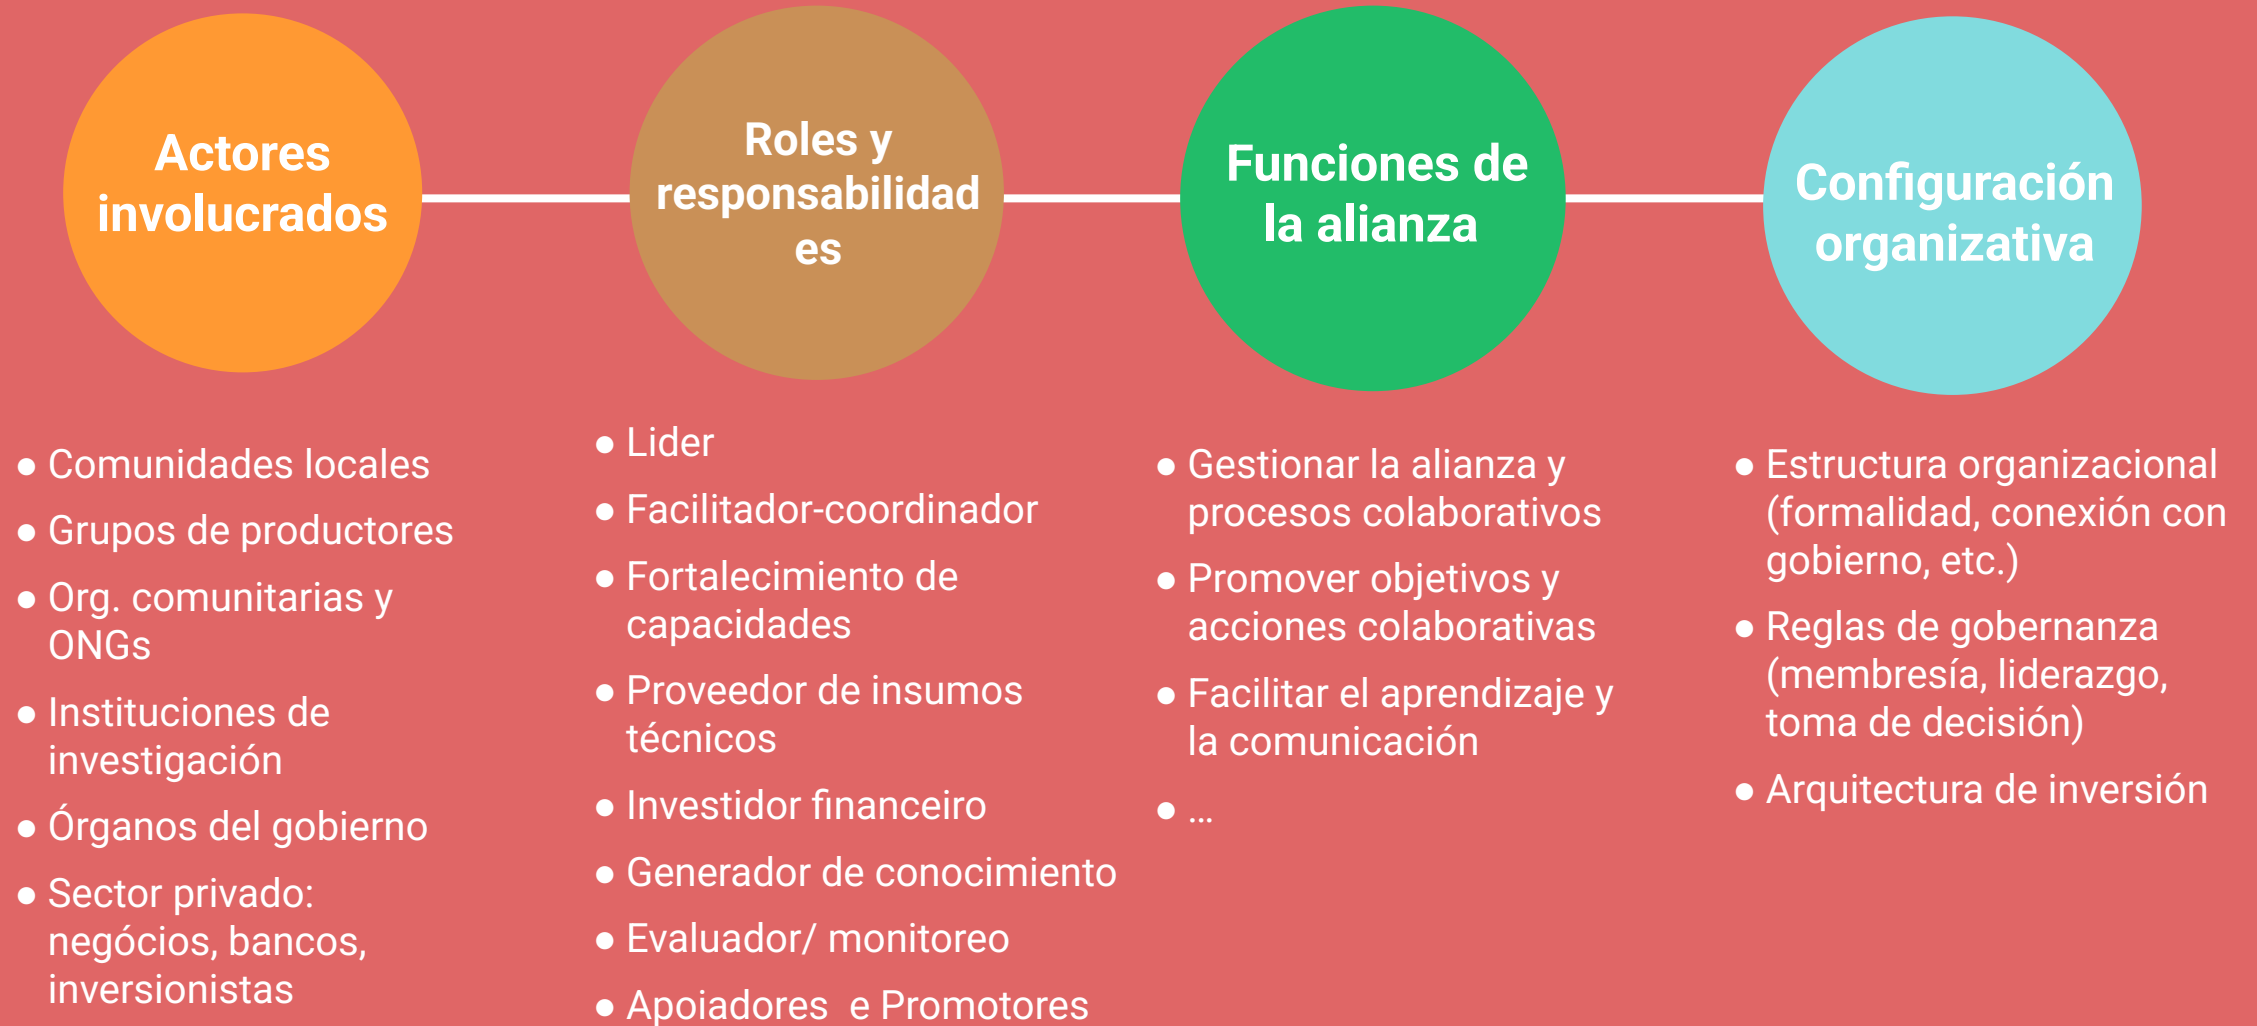 Actores
involucrados
Roles y
responsabilidad
es
Funciones de
la alianza
Configuración
organizativa
● Comunidades locales
● Grupos de productores
● Org. comunitarias y
ONGs
● Instituciones de
investigación
● Órganos del gobierno
● Sector privado:
negócios, bancos,
inversionistas
● Lider
● Facilitador-coordinador
● Fortalecimiento de
capacidades
● Proveedor de insumos
técnicos
● Investidor financeiro
● Generador de conocimiento
● Evaluador/ monitoreo
● Apoiadores  e Promotores
● Gestionar la alianza y
procesos colaborativos
● Promover objetivos y
acciones colaborativas
● Facilitar el aprendizaje y
la comunicación
● ...
● Estructura organizacional
(formalidad, conexión con
gobierno, etc.)
● Reglas de gobernanza
(membresía, liderazgo,
toma de decisión)
● Arquitectura de inversión